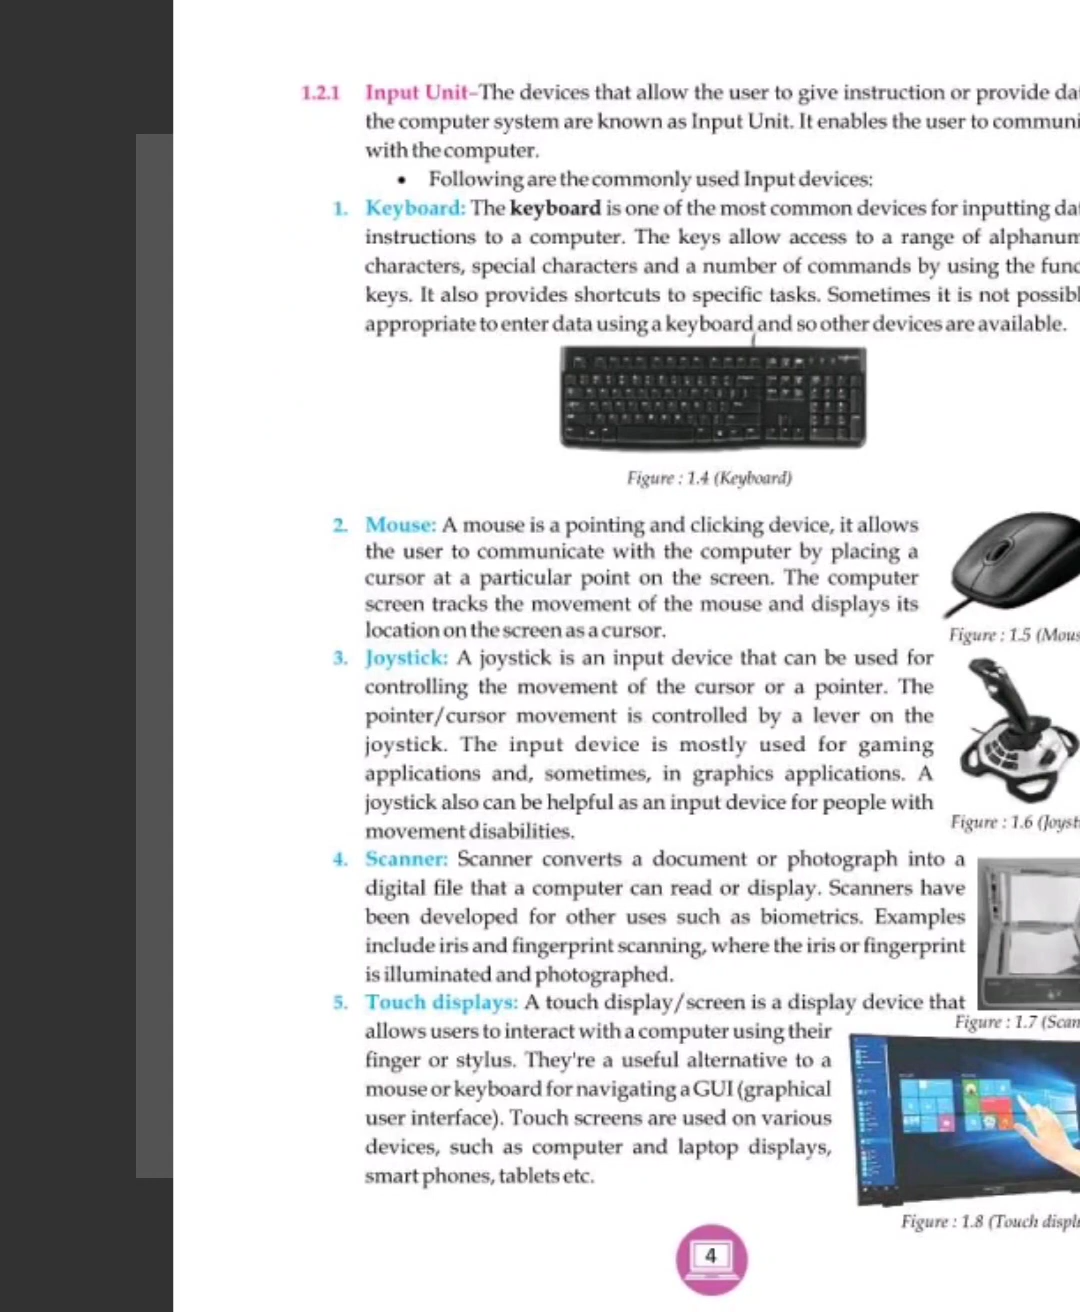 1.2.1 Input Unit–The devices that allow the user to give instruction or provide
the computer system are known as Input Unit. It enables the user to
with the computer.
• Following are the commonly used Input devices:
1. Keyboard: The keyboard is one of the most common devices for inputting
instructions to a computer. The keys allow access to a range of
characters, special characters and a number of commands by using the
keys. It also provides shortcuts to specific tasks. Sometimes it is not
appropriate to enter data using a keyboard and so other devices are available.
Figure : 1.4 (Keyboard)
2. Mouse: A mouse is a pointing and clicking device, it allows
the user to communicate with the computer by placing a
cursor at a particular point on the screen. The computer
screen tracks the movement of the mouse and displays its
location on the screen as a cursor.
Figure : 1.5
3. Joystick: A joystick is an input device that can be used for
controlling the movement of the cursor or a pointer. The
pointer/cursor movement is controlled by a lever on the
joystick. The input device is mostly used for gaming
applications and, sometimes, in graphics applications. A
joystick also can be helpful as an input device for people with
movement disabilities.
Figure : 1.6
4. Scanner: Scanner converts a document or photograph into a
digital file that a computer can read or display. Scanners have
been developed for other uses such as biometrics. Examples
include iris and fingerprint scanning, where the iris or fingerprint
is illuminated and photographed.
Figure : 1.7
5. Touch displays: A touch display/screen is a display device that
allows users to interact with a computer using their
finger or stylus. They're a useful alternative to a
mouse or keyboard for navigating a GUI (graphical
user interface). Touch screens are used on various
devices, such as computer and laptop displays,
smart phones, tablets etc.
Figure : 1.8 (Touch
4